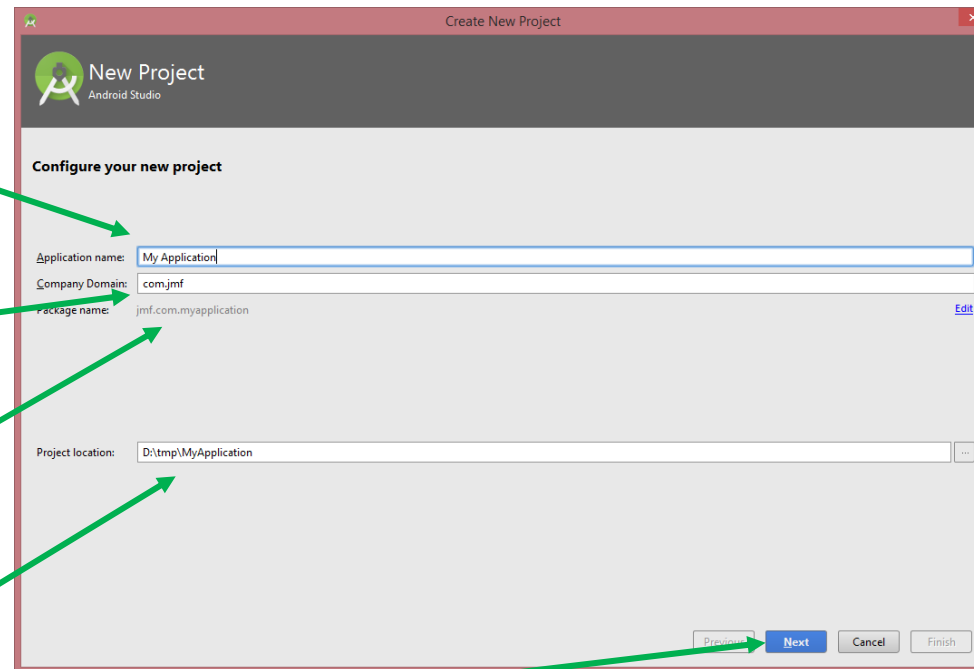 Create New Project
New Project
Android Studio
Configure your new project
Application name: My Application
Company Domain: com.jmf
Package name: jmf.com.myapplication Edit
Project location: D:\tmp\MyApplication ...
Previous Next Cancel Finish